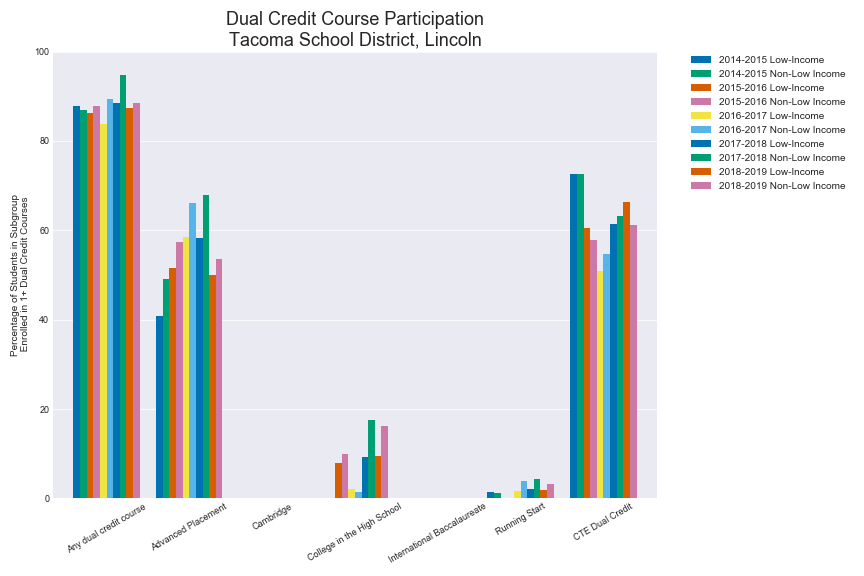 Dual Credit Course Participation
Tacoma School District, Lincoln
Percentage of Students in Subgroup
Enrolled in 1+ Dual Credit Courses
100
80
60
40
20
0
Any dual credit course
Advanced Placement
Cambridge
College in the High School
International Baccalaureate
Running Start
CTE Dual Credit
2014-2015 Low-Income
2014-2015 Non-Low Income
2015-2016 Low-Income
2015-2016 Non-Low Income
2016-2017 Low-Income
2016-2017 Non-Low Income
2017-2018 Low-Income
2017-2018 Non-Low Income
2018-2019 Low-Income
2018-2019 Non-Low Income